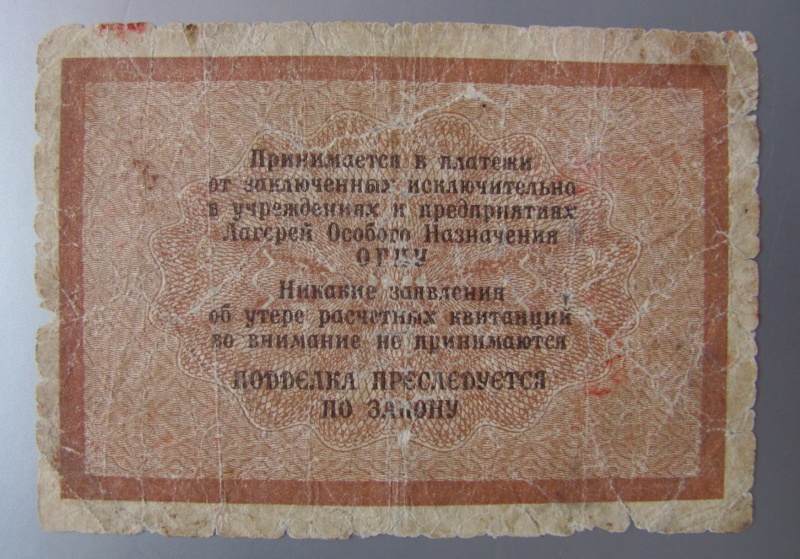 Принимается в платежи
от заключенных исключительно
в учреждениях и предприятиях
Лагерей Особого Назначения
ОГПУ
Никакие заявления
об утере расчетных квитанций
во внимание не принимаются
ПОДДЕЛКА ПРЕСЛЕДУЕТСЯ
ПО ЗАКОНУ